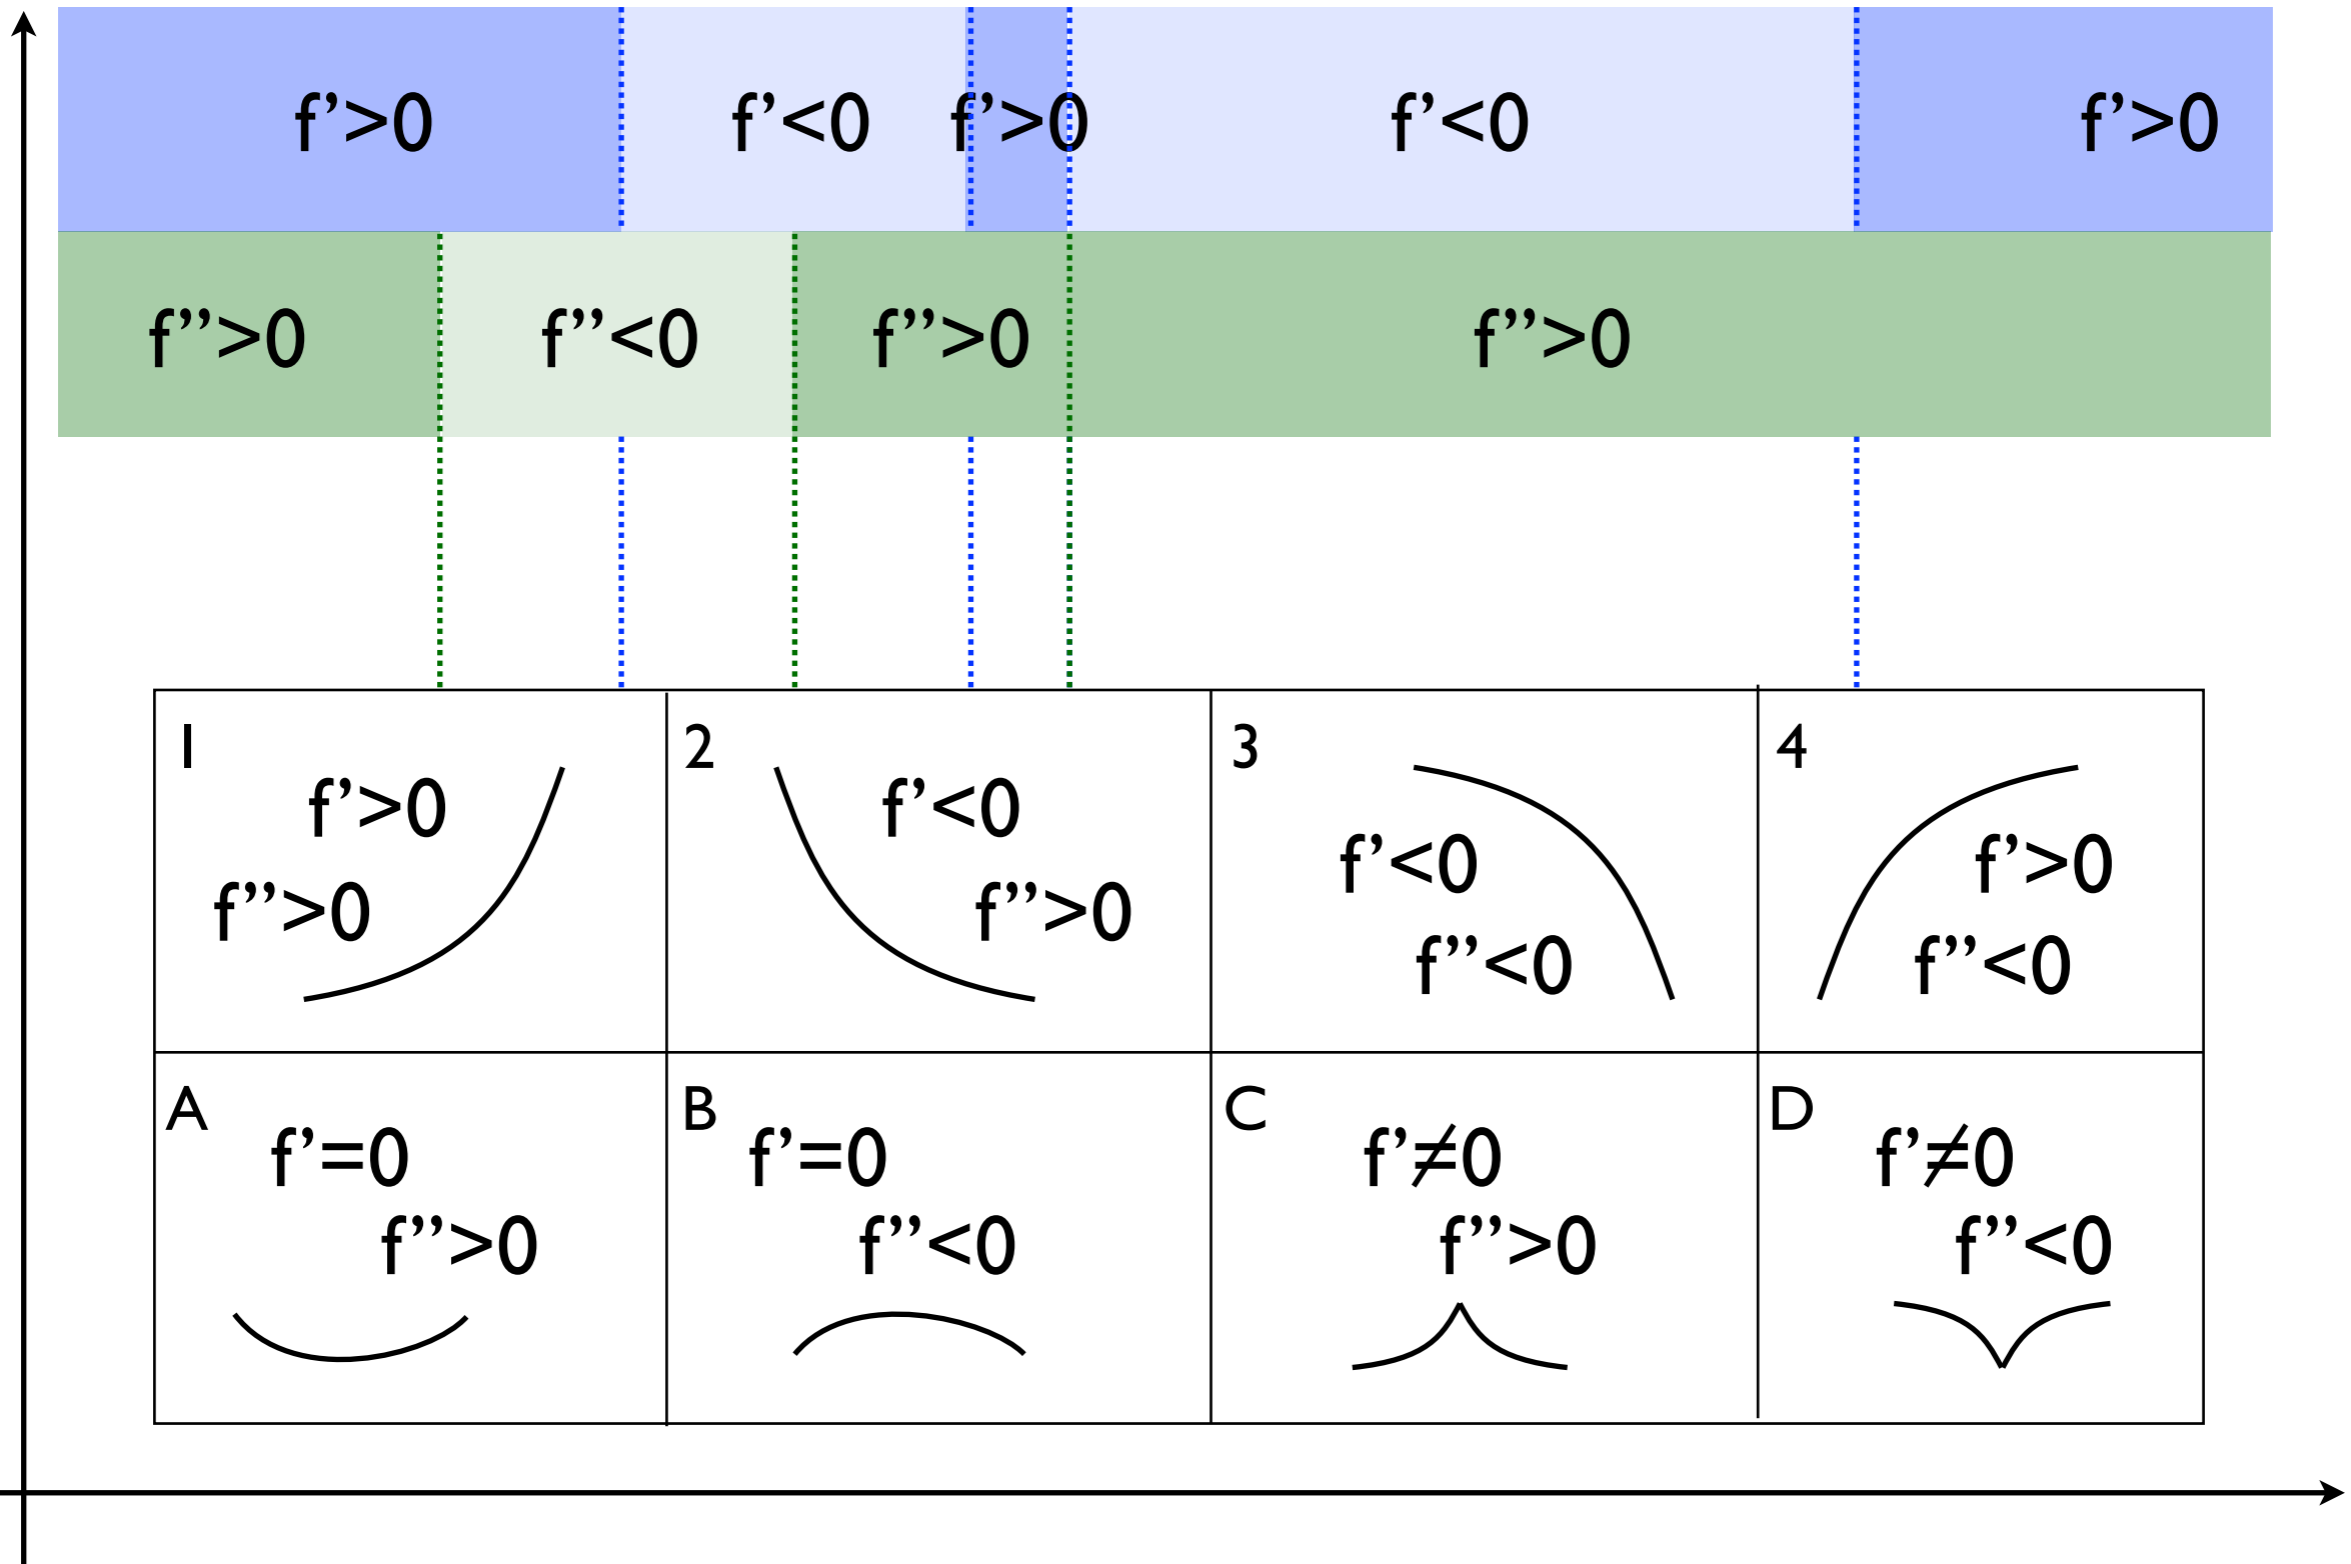 f’>0 f’<0 f’>0 f’<0 f’>0
f’’>0 f’’<0 f’’>0 f’’>0
1 2 3 4
f’>0 f’<0
f’<0 f’>0
f’’>0 f’’>0
f’’<0 f’’<0
A B C D
f’=0 f’=0 f’≠0 f’≠0
f’’>0 f’’<0 f’’>0 f’’<0